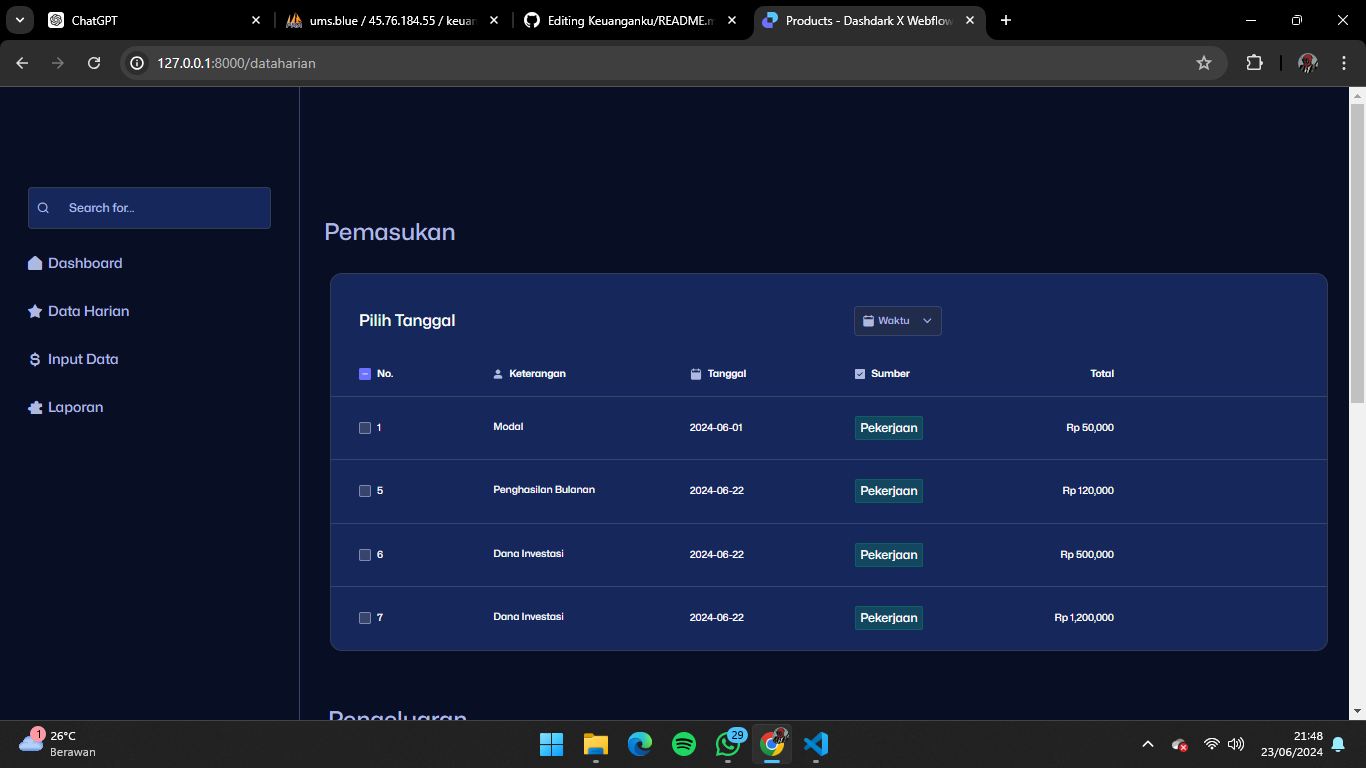 ChatGPT
ums.blue / 45.76.184.55 / keuan
Editing Keuanganku/README.m
Products - Dashdark X Webflow
127.0.0.1:8000/dataharian
Search for...
Dashboard
Data Harian
Input Data
Laporan
Pemasukan
Pilih Tanggal
Waktu
No. Keterangan Tanggal Sumber Total
1 Modal 2024-06-01 Pekerjaan Rp 50,000
5 Penghasilan Bulanan 2024-06-22 Pekerjaan Rp 120,000
6 Dana Investasi 2024-06-22 Pekerjaan Rp 500,000
7 Dana Investasi 2024-06-22 Pekerjaan Rp 1,200,000
Pengeluaran
1
26°C
Berawan
29
21:48
23/06/2024